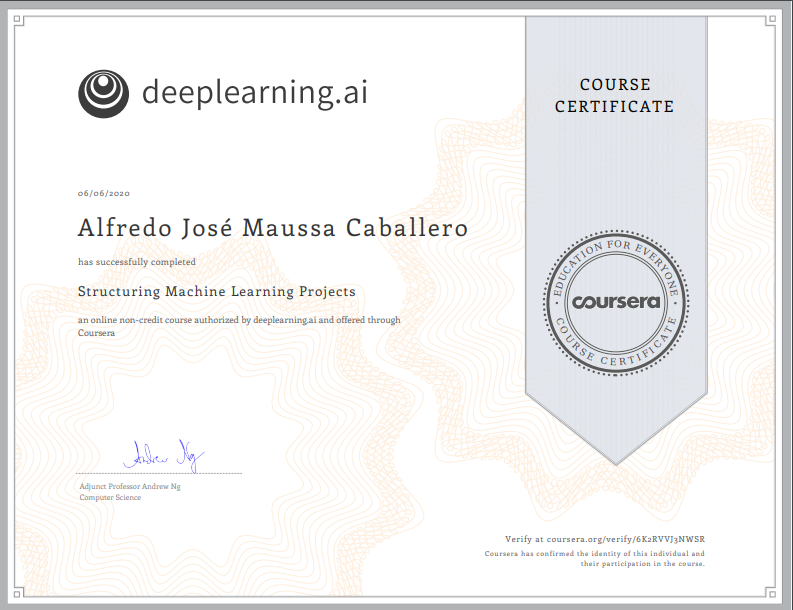 deeplearning.ai
COURSE
CERTIFICATE
06/06/2020
Alfredo José Maussa Caballero
has successfully completed
Structuring Machine Learning Projects
an online non-credit course authorized by deeplearning.ai and offered through
Coursera
EDUCATION FOR EVERYONE
coursera
COURSE CERTIFICATE
Andrew Ng
Adjunct Professor Andrew Ng
Computer Science
Verify at coursera.org/verify/6K2RVVJ3NWSR
Coursera has confirmed the identity of this individual and
their participation in the course.